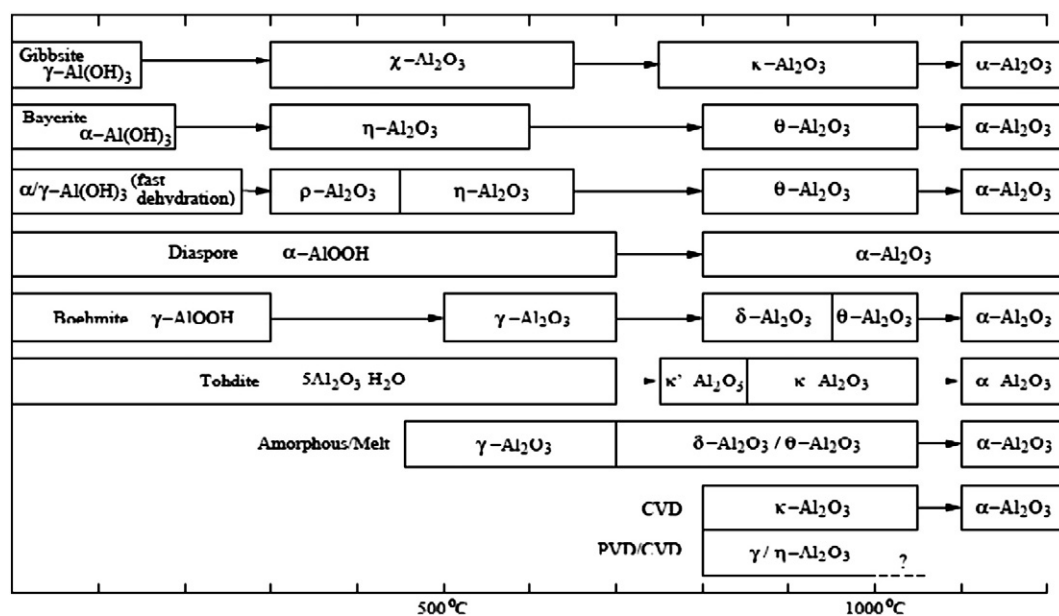 Gibbsite
γ−Al(OH)₃
χ−Al₂O₃
κ−Al₂O₃
α−Al₂O₃
Bayerite
α−Al(OH)₃
η−Al₂O₃
θ−Al₂O₃
α−Al₂O₃
α/γ−Al(OH)₃ (fast
dehydration)
ρ−Al₂O₃
η−Al₂O₃
θ−Al₂O₃
α−Al₂O₃
Diaspore α−AlOOH
α−Al₂O₃
Boehmite γ−AlOOH
γ−Al₂O₃
δ−Al₂O₃
θ−Al₂O₃
α−Al₂O₃
Tohdite 5Al₂O₃ H₂O
κ' Al₂O₃
κ Al₂O₃
α Al₂O₃
Amorphous/Melt
γ−Al₂O₃
δ−Al₂O₃ / θ−Al₂O₃
α−Al₂O₃
CVD
κ−Al₂O₃
α−Al₂O₃
PVD/CVD
γ/η−Al₂O₃
?
500 °C
1000 °C